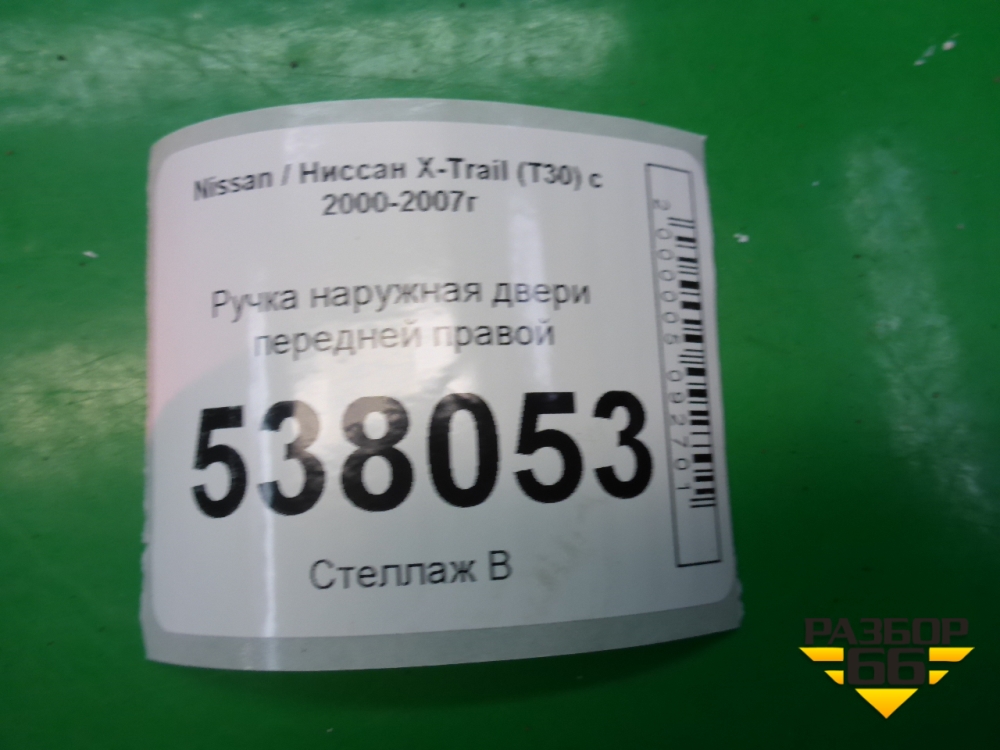 Nissan / Ниссан X-Trail (T30) с
2000-2007г
Ручка наружная двери
передней правой
538053
Стеллаж В
2000005092701
РАЗБОР
66